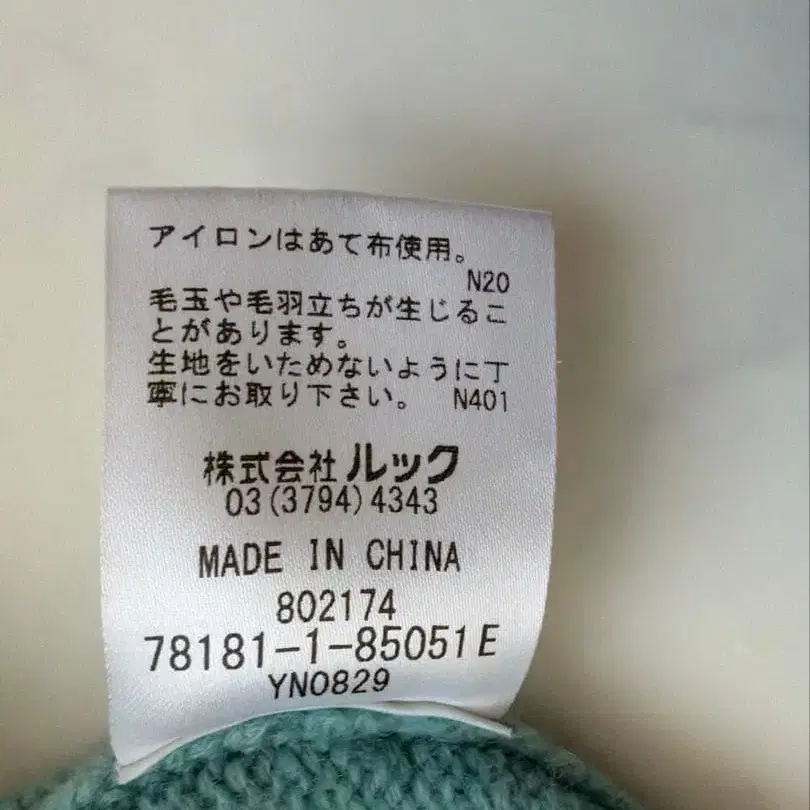 アイロンはあて布使用。
N20
毛玉や毛羽立ちが生じるこ
とがあります。
生地をいためないように丁
寧にお取り下さい。 N401
株式会社ルック
03(3794)4343
MADE IN CHINA
802174
78181-1-85051E
YN0829